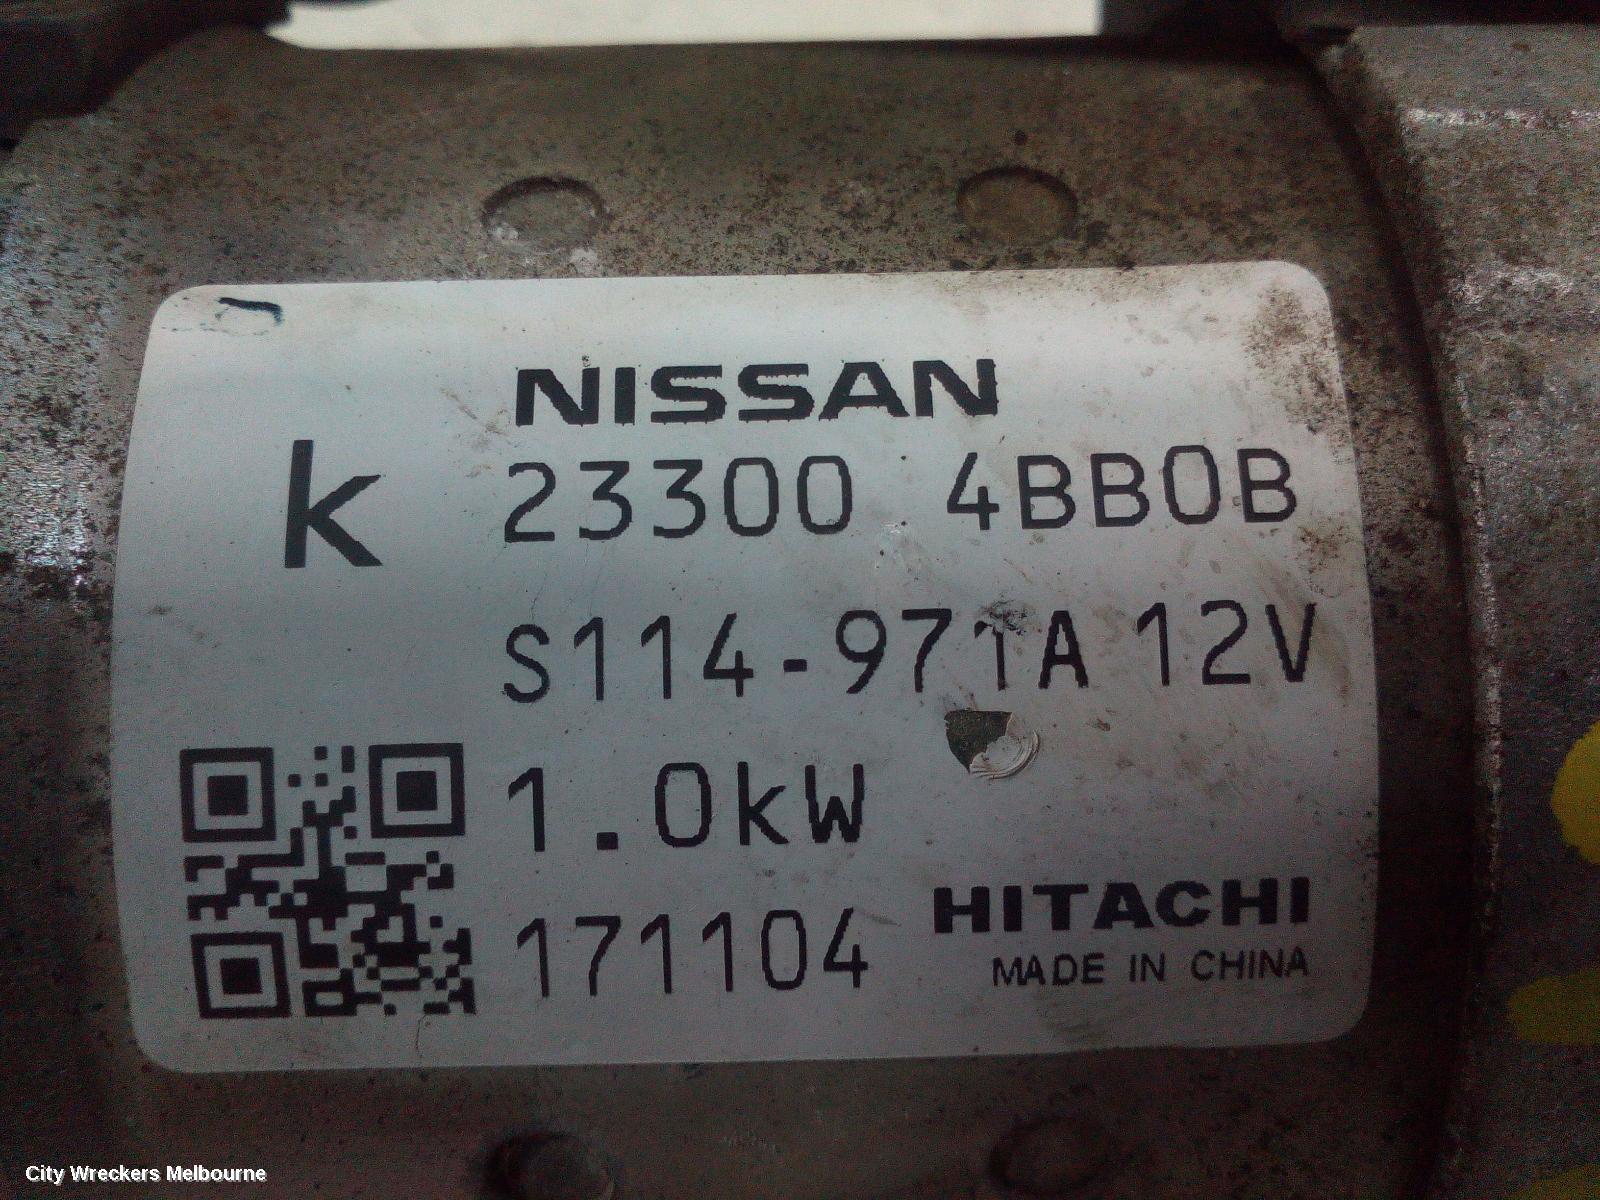 NISSAN
k 23300 4BB0B
S114-971A 12V
1.0kW
171104 HITACHI
MADE IN CHINA
City Wreckers Melbourne